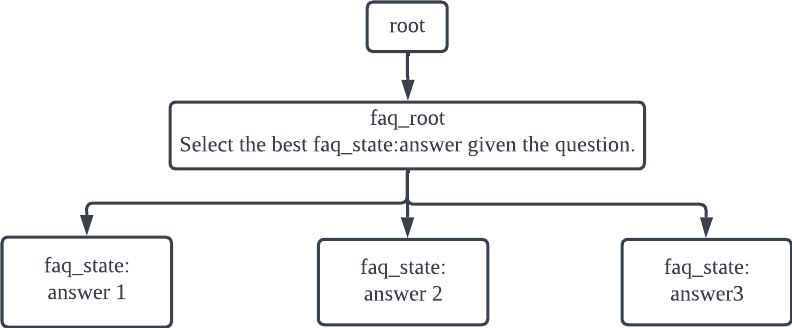 root
faq_root
Select the best faq_state:answer given the question.
faq_state:
answer 1
faq_state:
answer 2
faq_state:
answer3